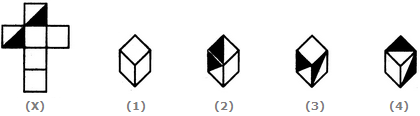 (X) (1) (2) (3) (4)